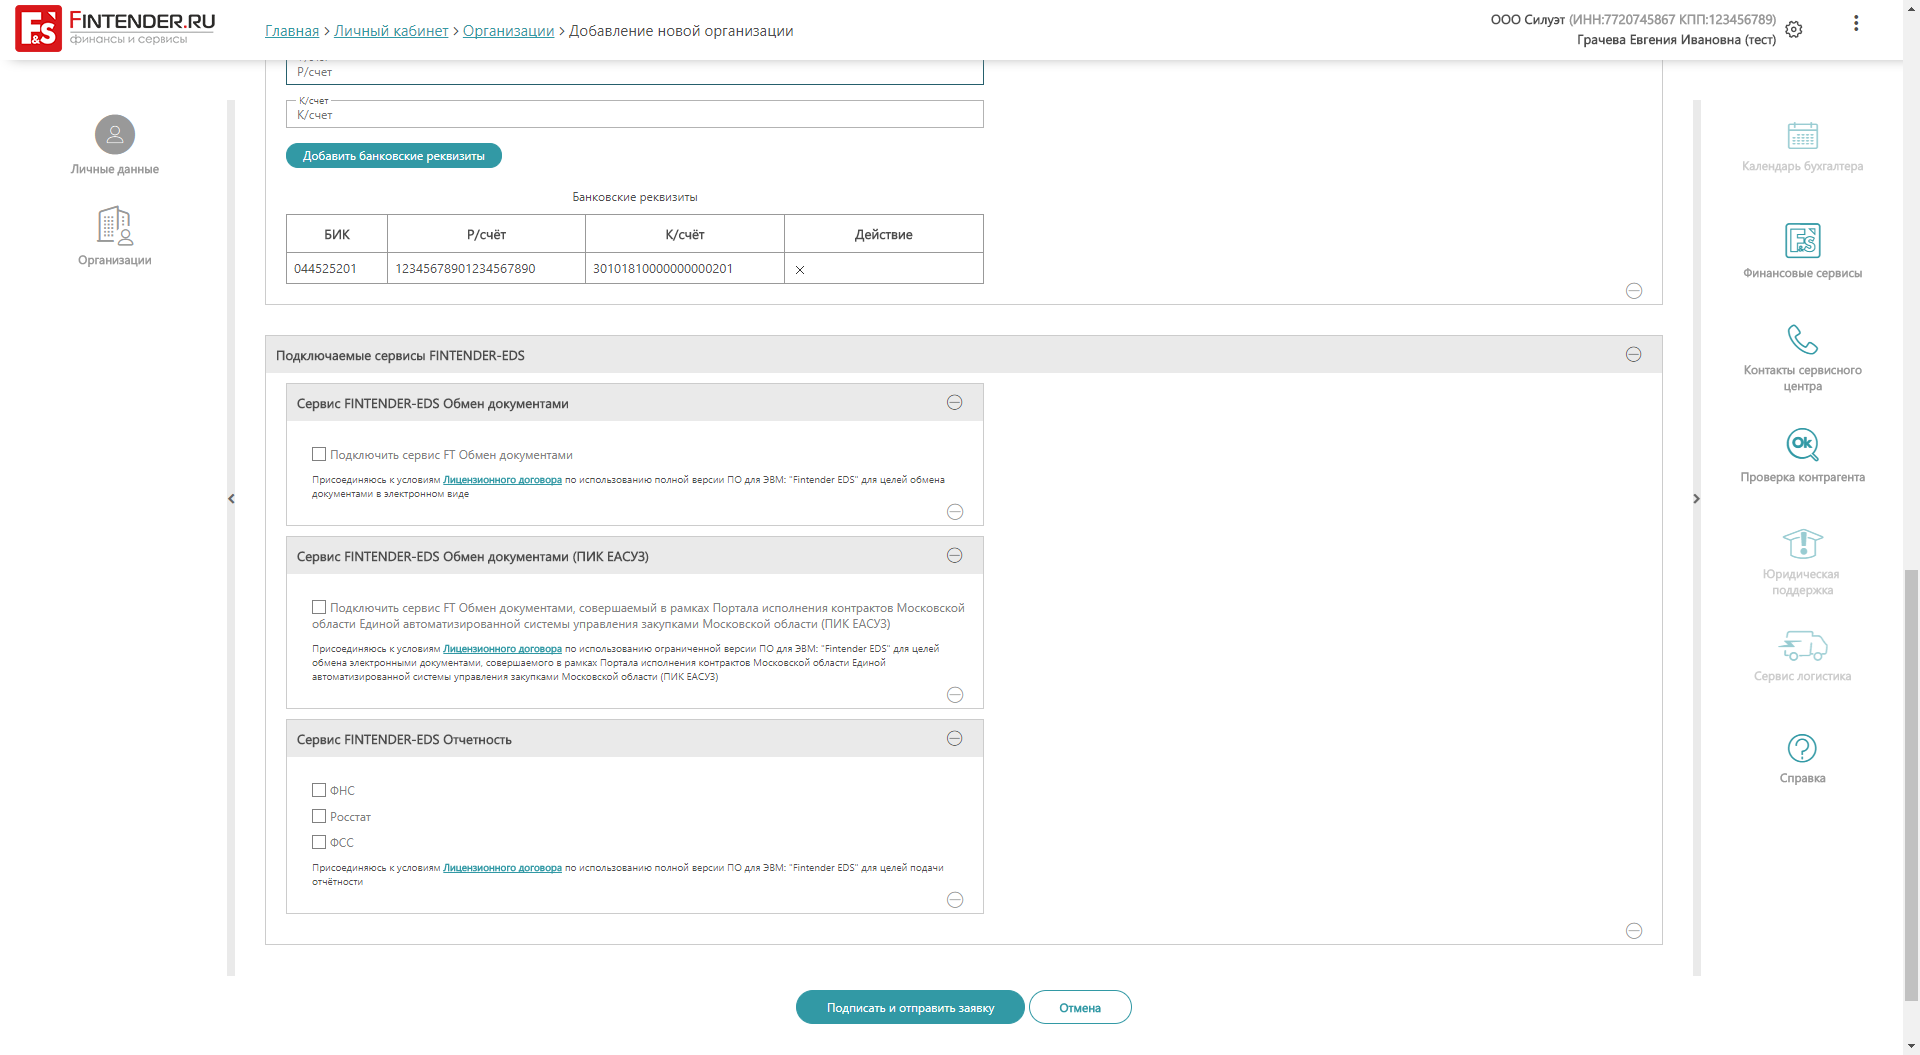 FINTENDER.RU
финансы и сервисы
Главная > Личный кабинет > Организации > Добавление новой организации
ООО Силуэт (ИНН:7720745867 КПП:123456789)
Грачева Евгения Ивановна (тест)
Р/счет
К/счет
К/счет
Добавить банковские реквизиты
Банковские реквизиты
БИК Р/счёт К/счёт Действие
044525201 12345678901234567890 30101810000000000201
Подключаемые сервисы FINTENDER-EDS
Сервис FINTENDER-EDS Обмен документами
Подключить сервис FT Обмен документами
Присоединяюсь к условиям Лицензионного договора по использованию полной версии ПО для ЭВМ: "Fintender EDS" для целей обмена
документами в электронном виде
Сервис FINTENDER-EDS Обмен документами (ПИК ЕАСУЗ)
Подключить сервис FT Обмен документами, совершаемый в рамках Портала исполнения контрактов Московской
области Единой автоматизированной системы управления закупками Московской области (ПИК ЕАСУЗ)
Присоединяюсь к условиям Лицензионного договора по использованию ограниченной версии ПО для ЭВМ: "Fintender EDS" для целей
обмена электронными документами, совершаемого в рамках Портала исполнения контрактов Московской области Единой
автоматизированной системы управления закупками Московской области (ПИК ЕАСУЗ)
Сервис FINTENDER-EDS Отчетность
ФНС
Росстат
ФСС
Присоединяюсь к условиям Лицензионного договора по использованию полной версии ПО для ЭВМ: "Fintender EDS" для целей подачи
отчётности
Подписать и отправить заявку
Отмена
Личные данные
Организации
Календарь бухгалтера
F&S
Финансовые сервисы
Контакты сервисного
центра
Ok
Проверка контрагента
Юридическая
поддержка
Сервис логистика
Справка